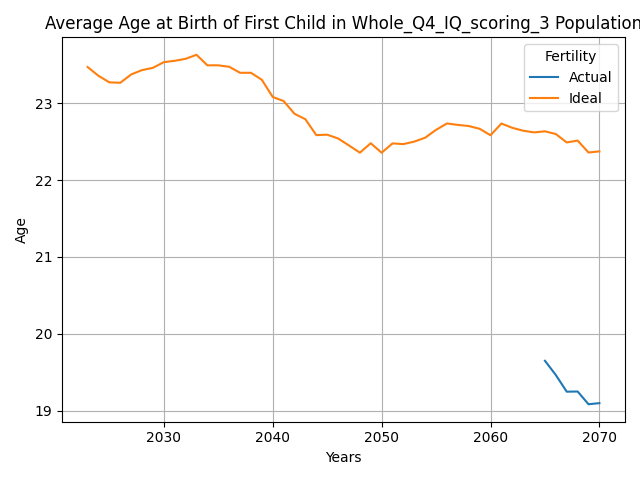 Average Age at Birth of First Child in Whole_Q4_IQ_scoring_3 Population
Fertility
Actual
Ideal
23
22
21
20
19
Age
2030 2040 2050 2060 2070
Years